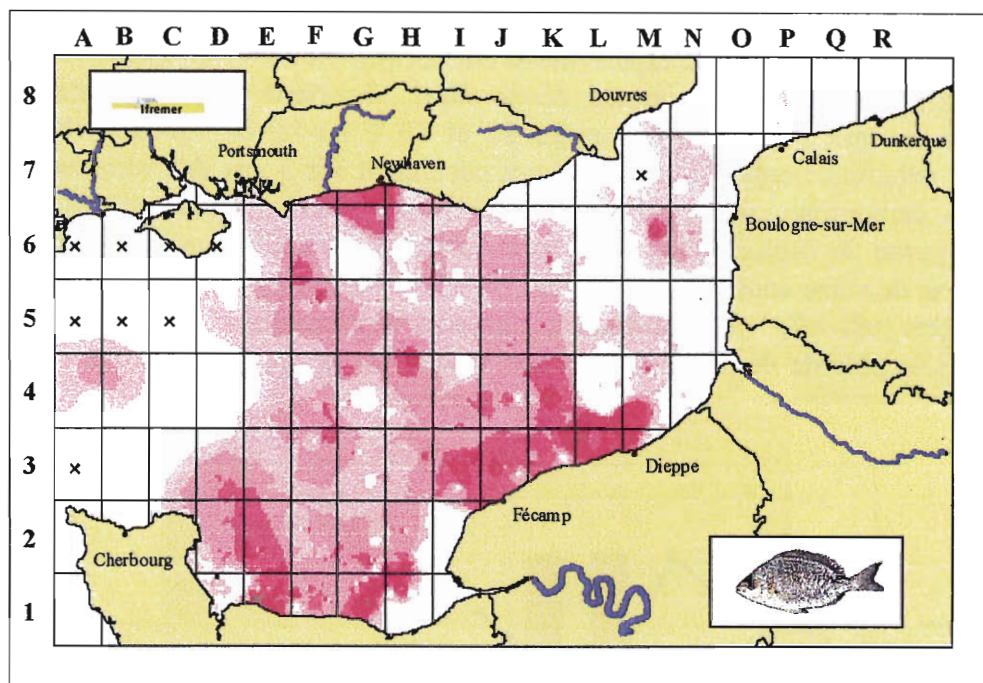 A B C D E F G H I J K L M N O P Q R
8
Ifremer
Douvres
Dunkerque
Portsmouth
Calais
7
Newhaven
Boulogne-sur-Mer
6
5
4
3
Dieppe
Fécamp
2
Cherbourg
1